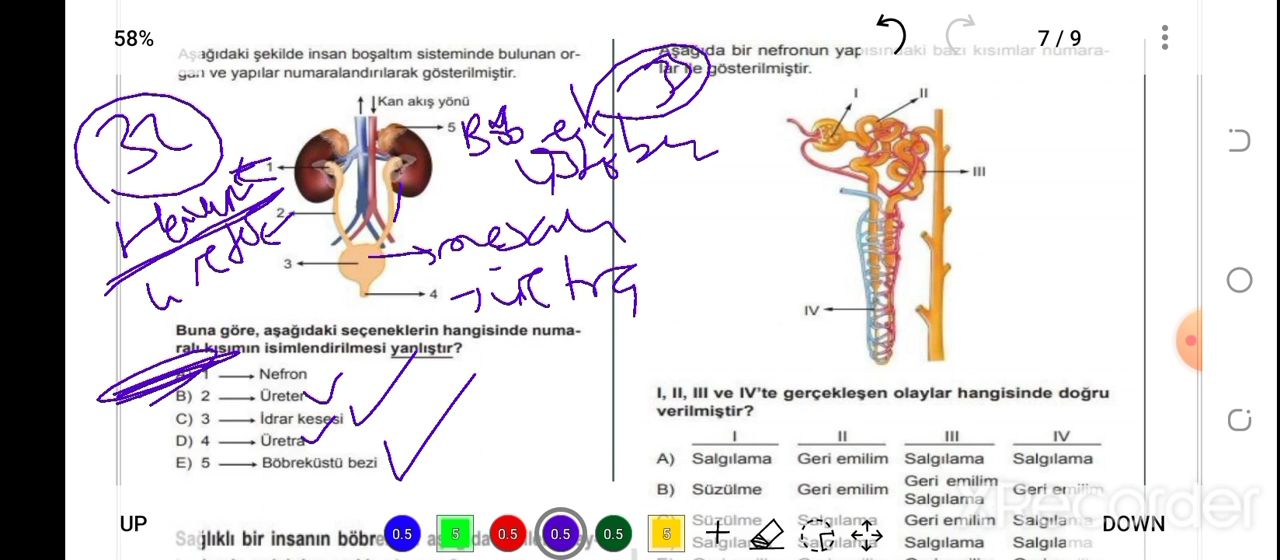 58%
7 / 9
Aşağıdaki şekilde insan boşaltım sisteminde bulunan or-
gan ve yapılar numaralandırılarak gösterilmiştir.
32
Kan akış yönü
5
1
2
3
4
üretra
Buna göre, aşağıdaki seçeneklerin hangisinde numa-
ralı kısımın isimlendirilmesi yanlıştır?
1 → Nefron
B) 2 → Üreter
C) 3 → İdrar kesesi
D) 4 → Üretra
E) 5 → Böbreküstü bezi
Sağlıklı bir insanın
UP
0.5
5
0.5
0.5
0.5
5
DOWN
Aşağıda bir nefronun yapısındaki bazı kısımlar numara-
lar ile gösterilmiştir.
I
II
III
IV
I, II, III ve IV'te gerçekleşen olaylar hangisinde doğru
verilmiştir?
I II III IV
A) Salgılama Geri emilim Salgılama Salgılama
B) Süzülme Geri emilim Geri emilim Salgılama Geri emilim
Süzülme Salgılama Geri emilim Salgılama
Salgılama Salgılama Salgılama
XRecorder